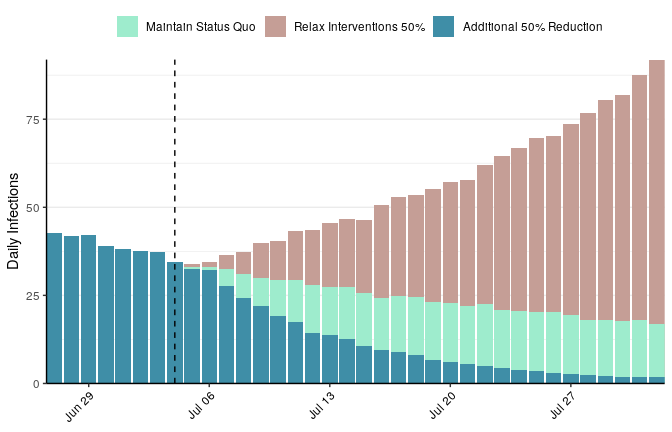 Maintain Status Quo Relax Interventions 50% Additional 50% Reduction
Daily Infections
75
50
25
0
Jun 29 Jul 06 Jul 13 Jul 20 Jul 27